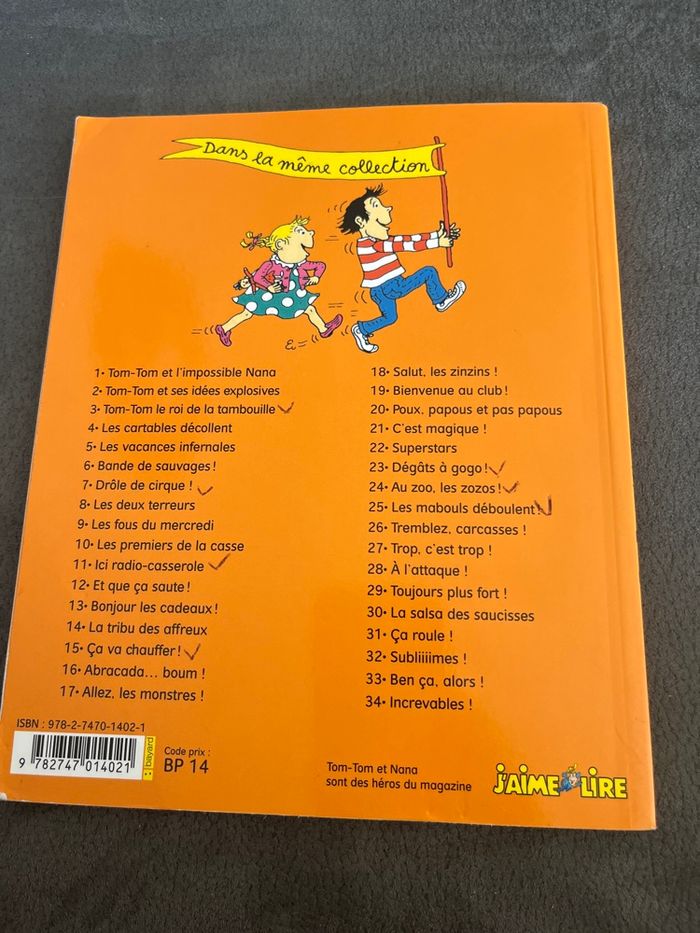 Dans la même collection
1• Tom-Tom et l'impossible Nana
2• Tom-Tom et ses idées explosives
3• Tom-Tom le roi de la tambouille
4• Les cartables décollent
5• Les vacances infernales
6• Bande de sauvages !
7• Drôle de cirque !
8• Les deux terreurs
9• Les fous du mercredi
10• Les premiers de la casse
11• Ici radio-casserole
12• Et que ça saute !
13• Bonjour les cadeaux !
14• La tribu des affreux
15• Ça va chauffer !
16• Abracada... boum !
17• Allez, les monstres !
18• Salut, les zinzins !
19• Bienvenue au club !
20• Poux, papous et pas papous
21• C'est magique !
22• Superstars
23• Dégâts à gogo !
24• Au zoo, les zozos !
25• Les mabouls déboulent !
26• Tremblez, carcasses !
27• Trop, c'est trop !
28• À l'attaque !
29• Toujours plus fort !
30• La salsa des saucisses
31• Ça roule !
32• Subliiiimes !
33• Ben ça, alors !
34• Increvables !
ISBN : 978-2-7470-1402-1
9 782747 014021
bayard
Code prix :
BP 14
Tom-Tom et Nana
sont des héros du magazine
J'AIME LIRE